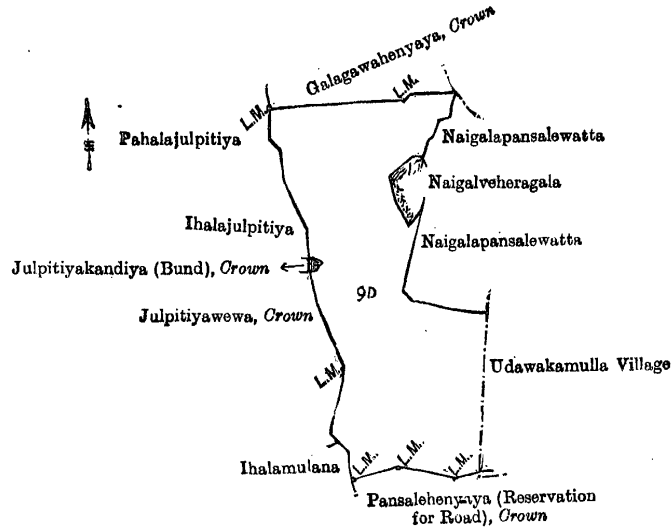 Galagawahenyaya, Crown
L.M.
L.M.
Pahalajulpitiya
Naigalapansalewatta
Naigalveheragala
Ihalajulpitiya
Naigalapansalewatta
Julpitiyakandiya (Bund), Crown
9D
Julpitiyawewa, Crown
Udawakamulla Village
L.M.
Ihalamulana
L.M.
L.M.
L.M.
Pansalehenyaya (Reservation
for Road), Crown